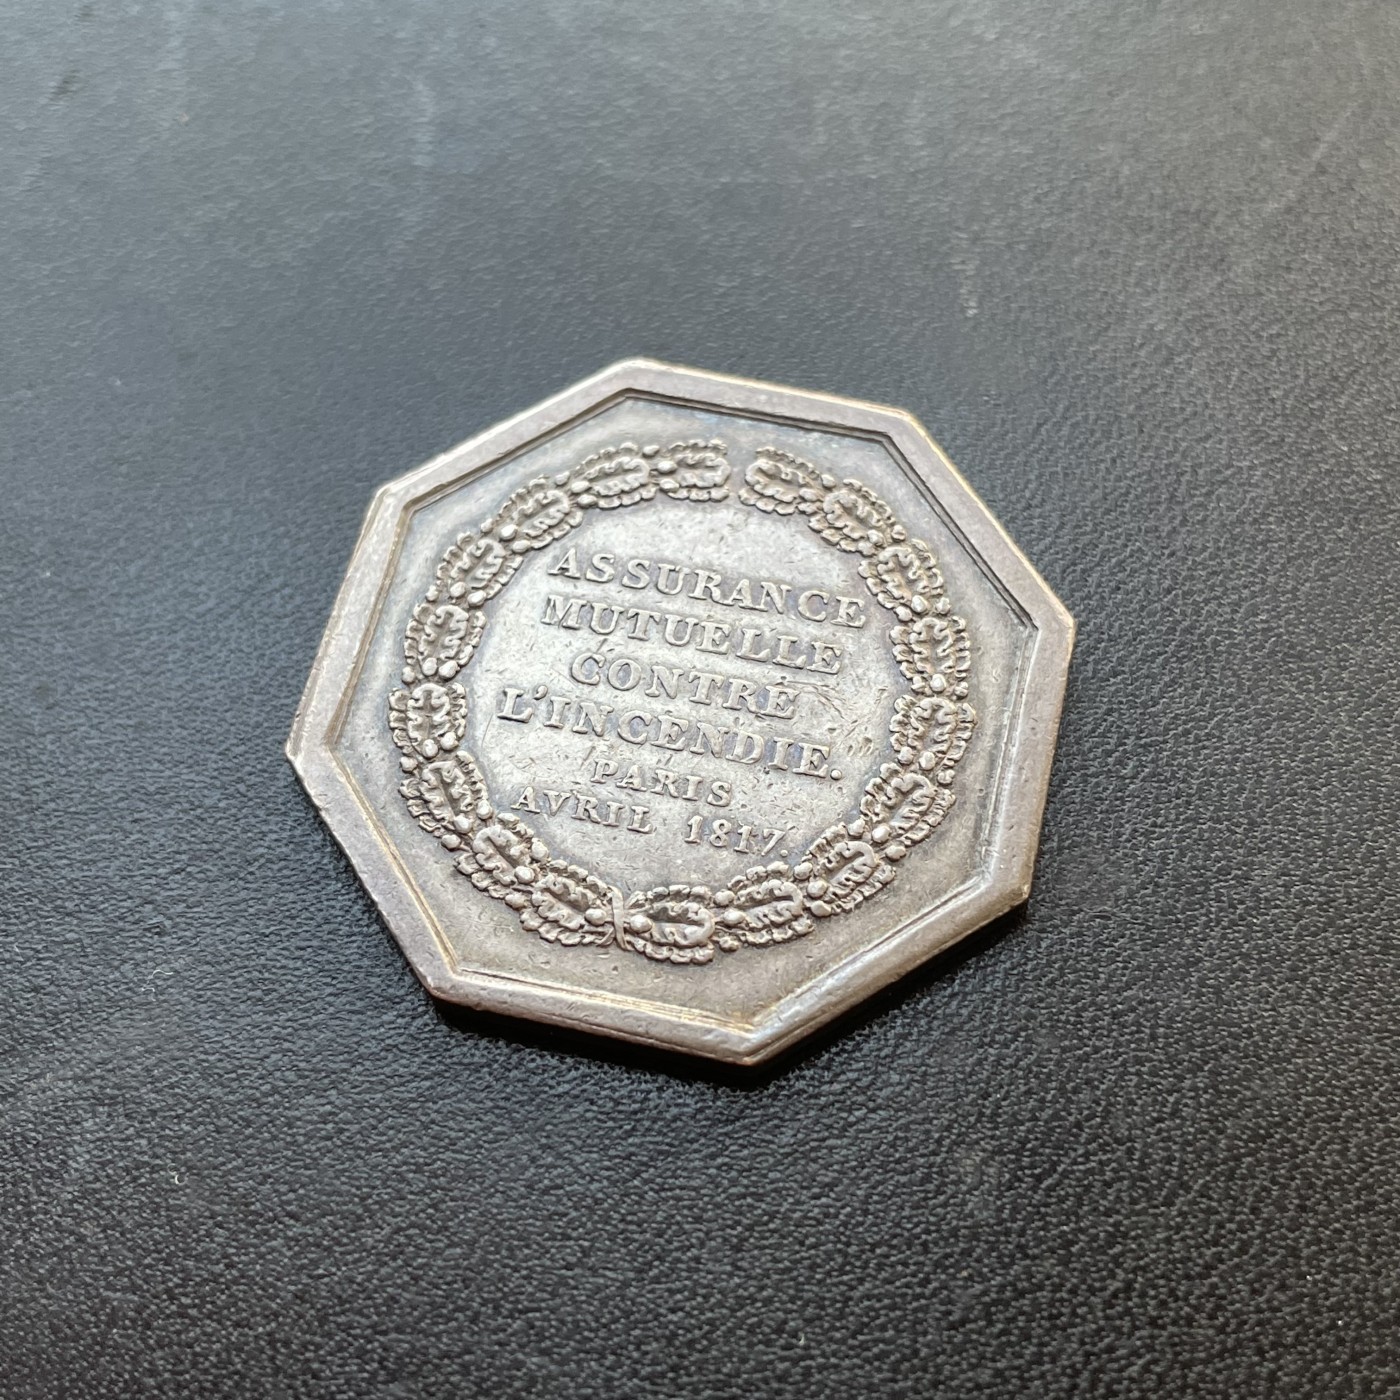 ASSURANCE
MUTUELLE
CONTRE
L'INCENDIE.
PARIS
AVRIL 1817.